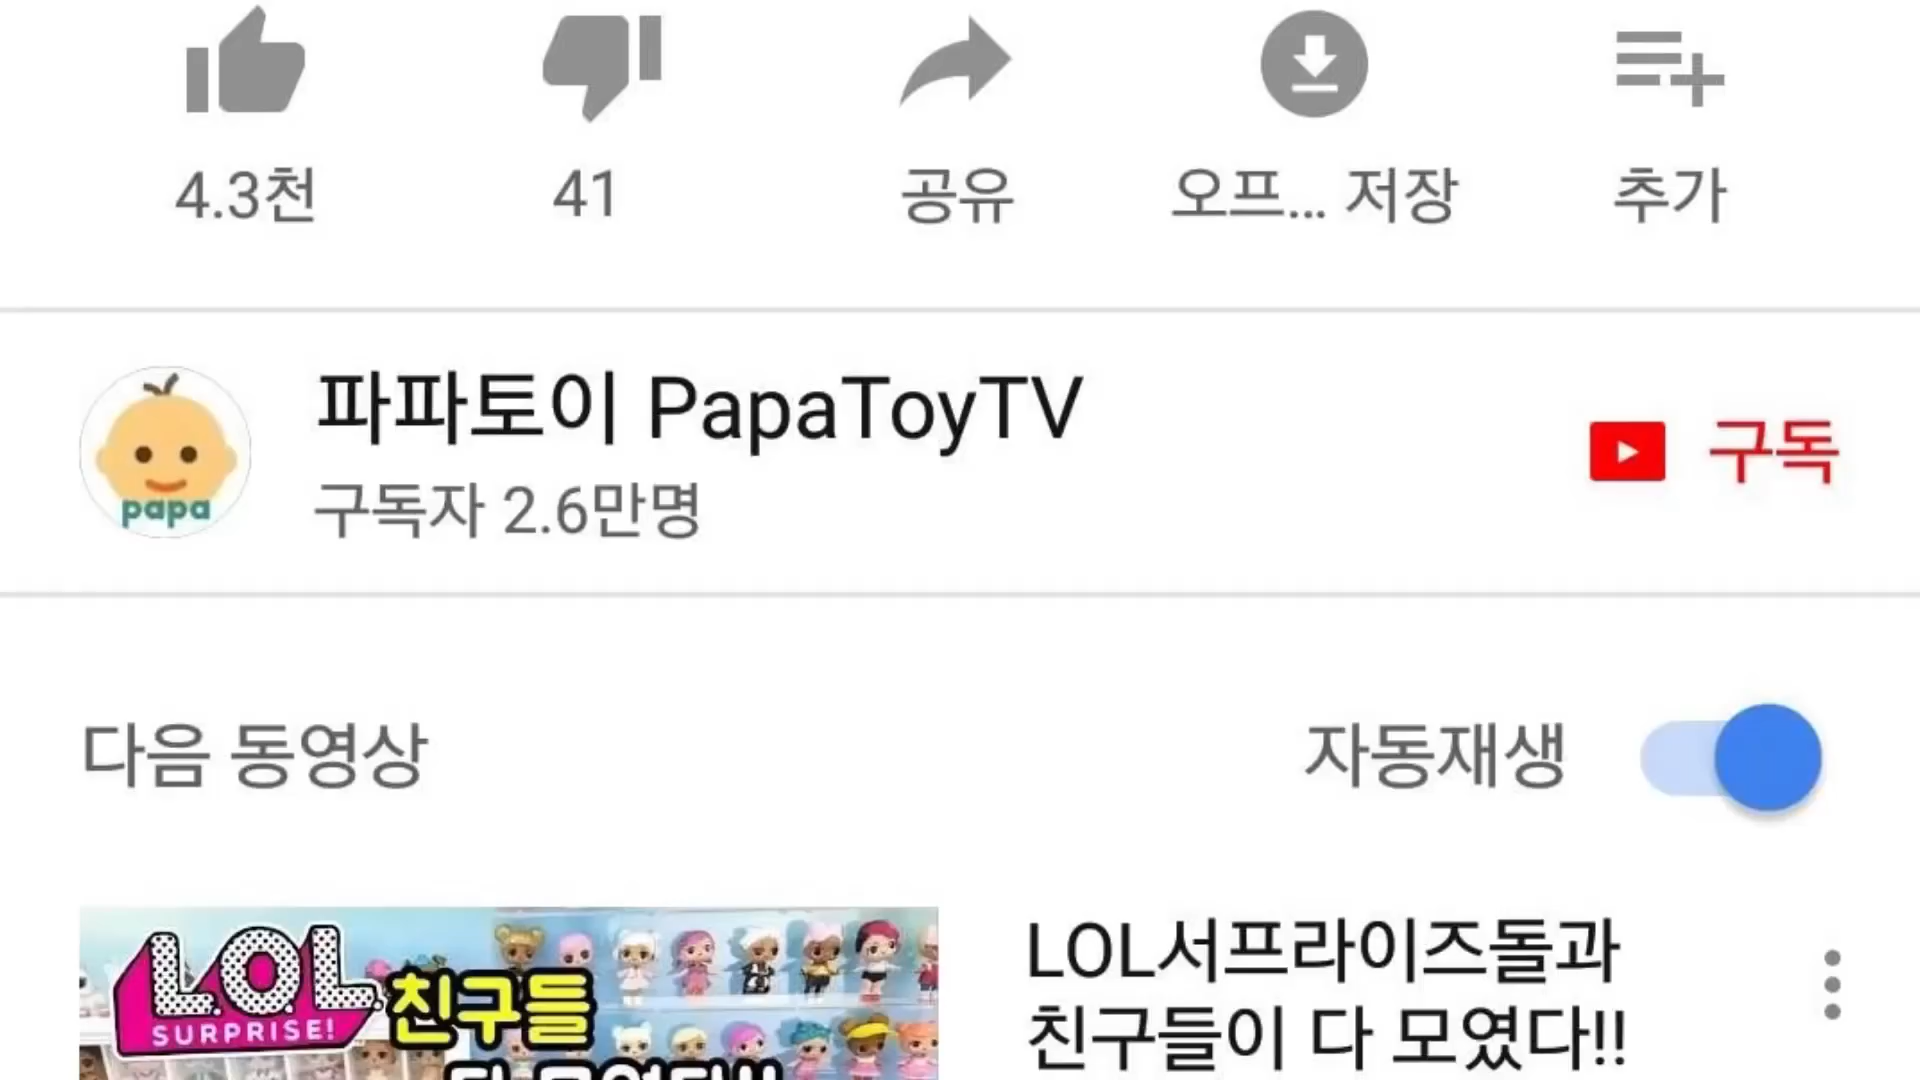 4.3천
41
공유
오프... 저장
추가
papa
파파토이 PapaToyTV
구독자 2.6만명
구독
다음 동영상
자동재생
L.O.L
SURPRISE!
친구들
LOL서프라이즈돌과
친구들이 다 모였다!!